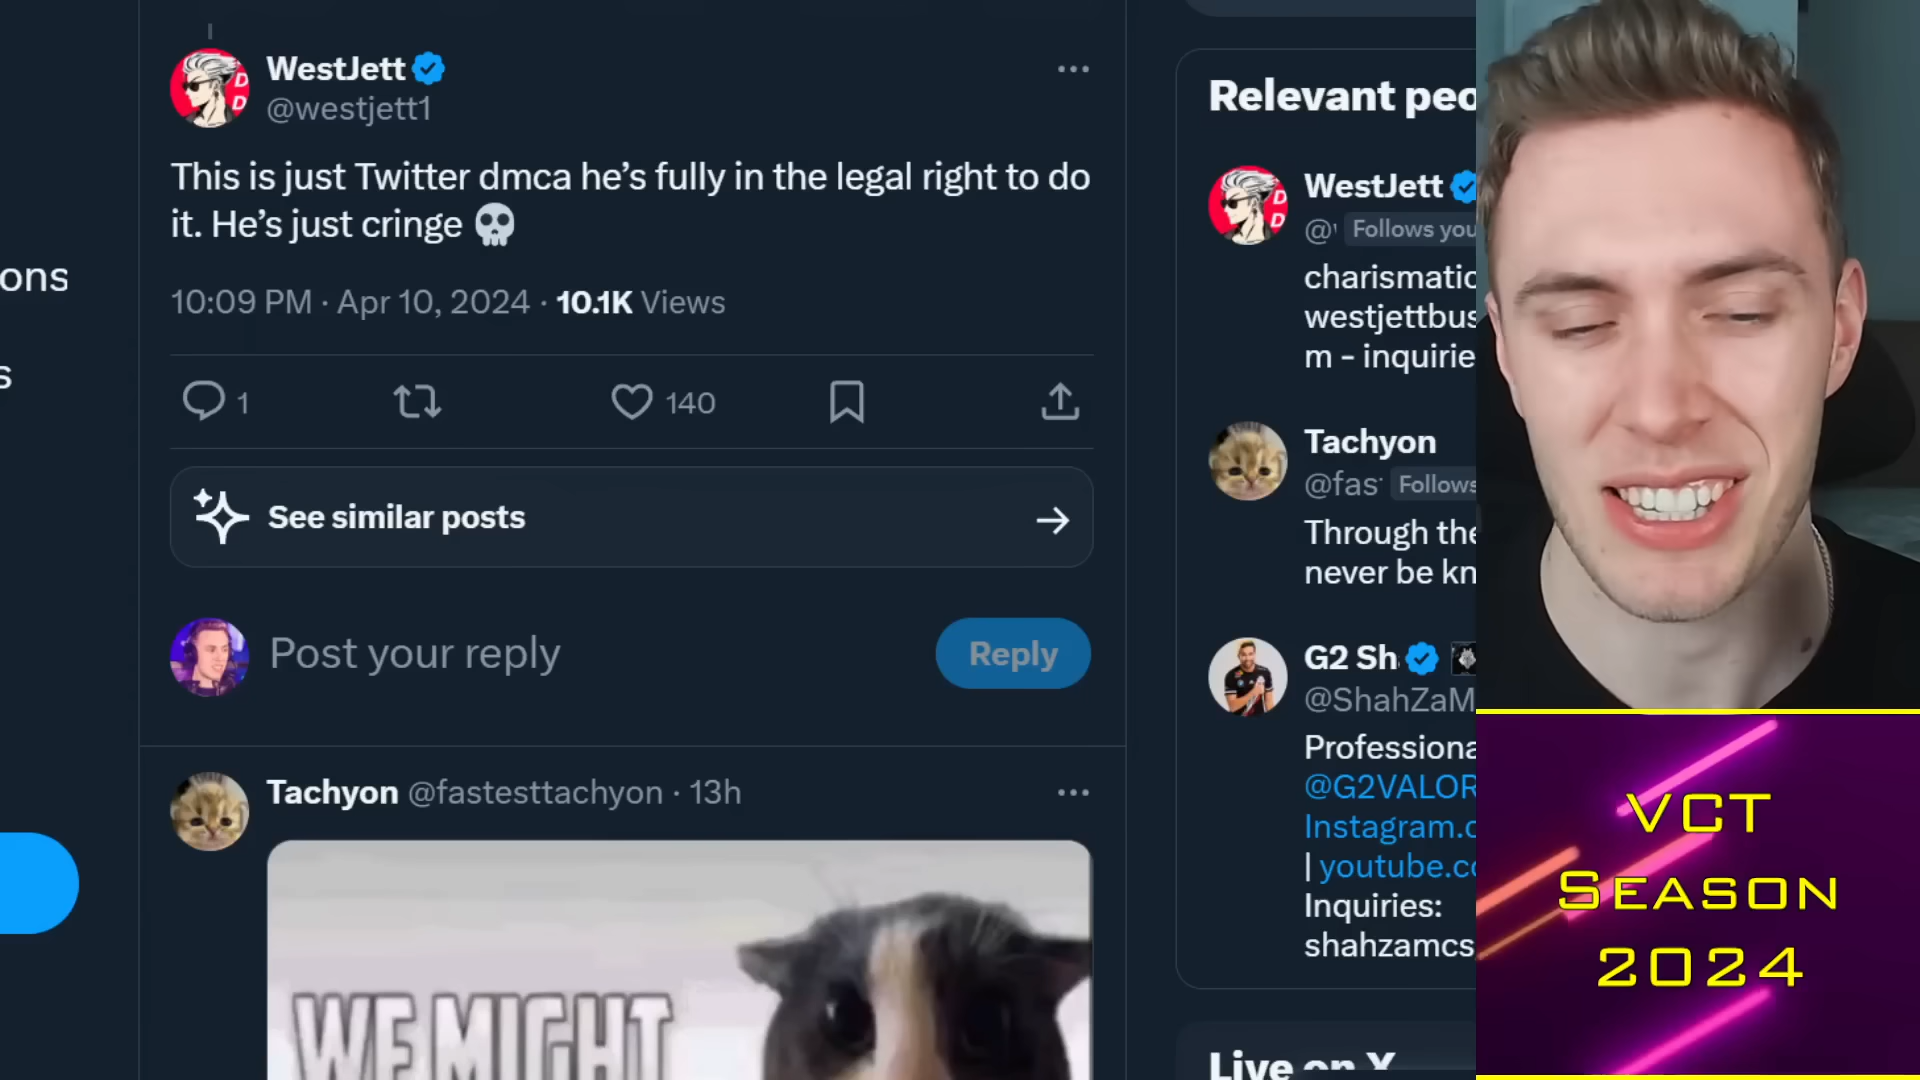 WestJett
@westjett1
This is just Twitter dmca he's fully in the legal right to do
it. He's just cringe 💀
10:09 PM · Apr 10, 2024 · 10.1K Views
1
140
See similar posts
Post your reply
Reply
Tachyon @fastesttachyon · 13h
WE MIGHT
ons
s
Relevant peo
WestJett
@ Follows you
charismatic
westjettbus
m - inquirie
Tachyon
@fas Follows
Through the
never be kn
G2 Sh
@ShahZaM
Professiona
@G2VALOR
Instagram.c
| youtube.co
Inquiries:
shahzamcs
Live on X
D
D
D
D
VCT
SEASON
2024